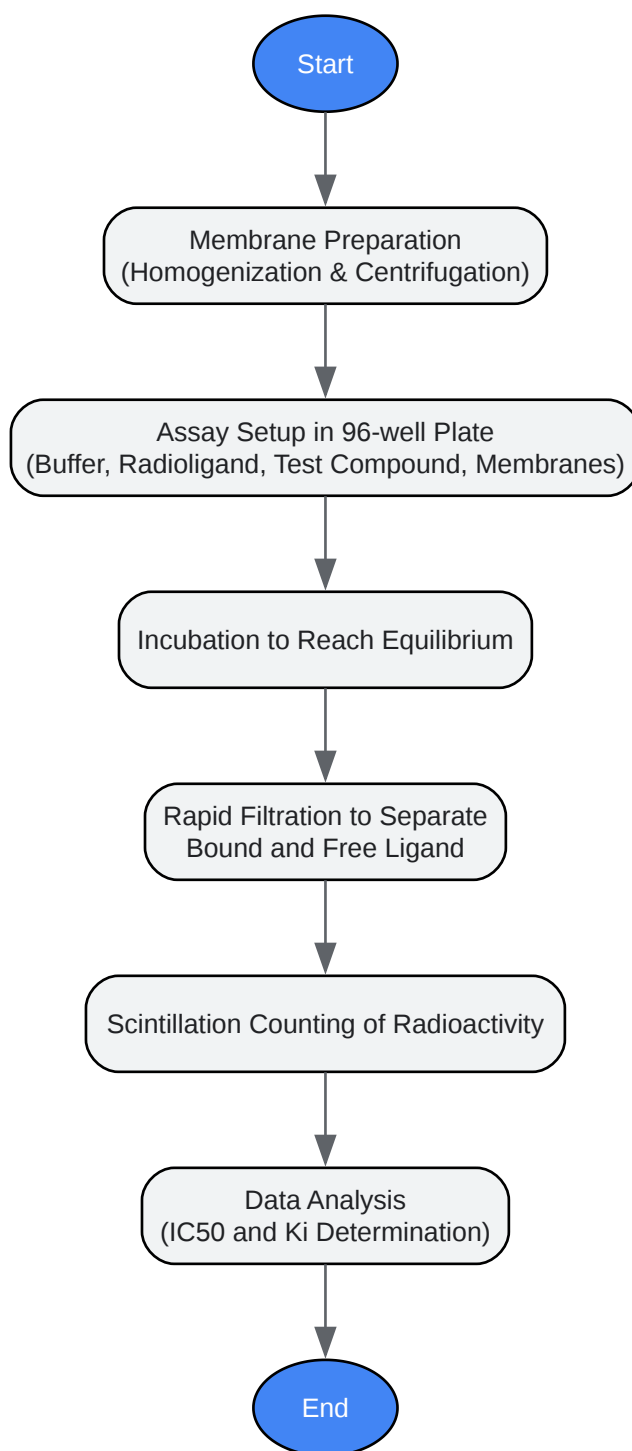 Start
Membrane Preparation
(Homogenization & Centrifugation)
Assay Setup in 96-well Plate
(Buffer, Radioligand, Test Compound, Membranes)
Incubation to Reach Equilibrium
Rapid Filtration to Separate
Bound and Free Ligand
Scintillation Counting of Radioactivity
Data Analysis
(IC50 and Ki Determination)
End